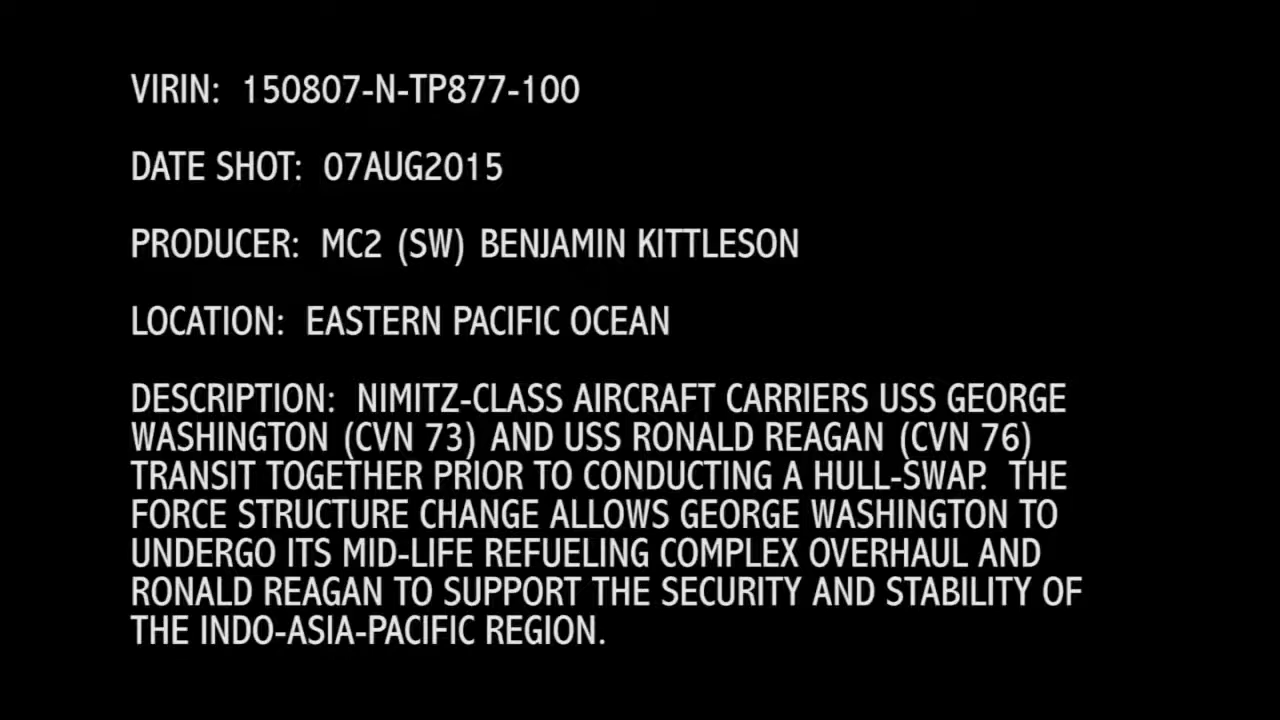 VIRIN: 150807-N-TP877-100
DATE SHOT: 07AUG2015
PRODUCER: MC2 (SW) BENJAMIN KITTLESON
LOCATION: EASTERN PACIFIC OCEAN
DESCRIPTION: NIMITZ-CLASS AIRCRAFT CARRIERS USS GEORGE
WASHINGTON (CVN 73) AND USS RONALD REAGAN (CVN 76)
TRANSIT TOGETHER PRIOR TO CONDUCTING A HULL-SWAP. THE
FORCE STRUCTURE CHANGE ALLOWS GEORGE WASHINGTON TO
UNDERGO ITS MID-LIFE REFUELING COMPLEX OVERHAUL AND
RONALD REAGAN TO SUPPORT THE SECURITY AND STABILITY OF
THE INDO-ASIA-PACIFIC REGION.